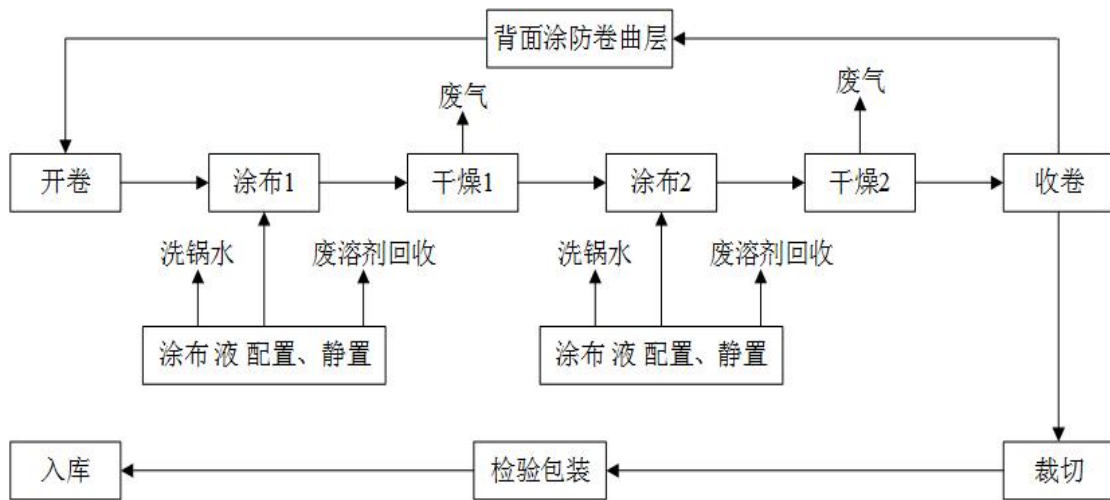 背面涂防卷曲层
废气
废气
开卷
涂布1
干燥1
涂布2
干燥2
收卷
洗锅水
废溶剂回收
洗锅水
废溶剂回收
涂布 液 配置、静置
涂布 液 配置、静置
入库
检验包装
裁切